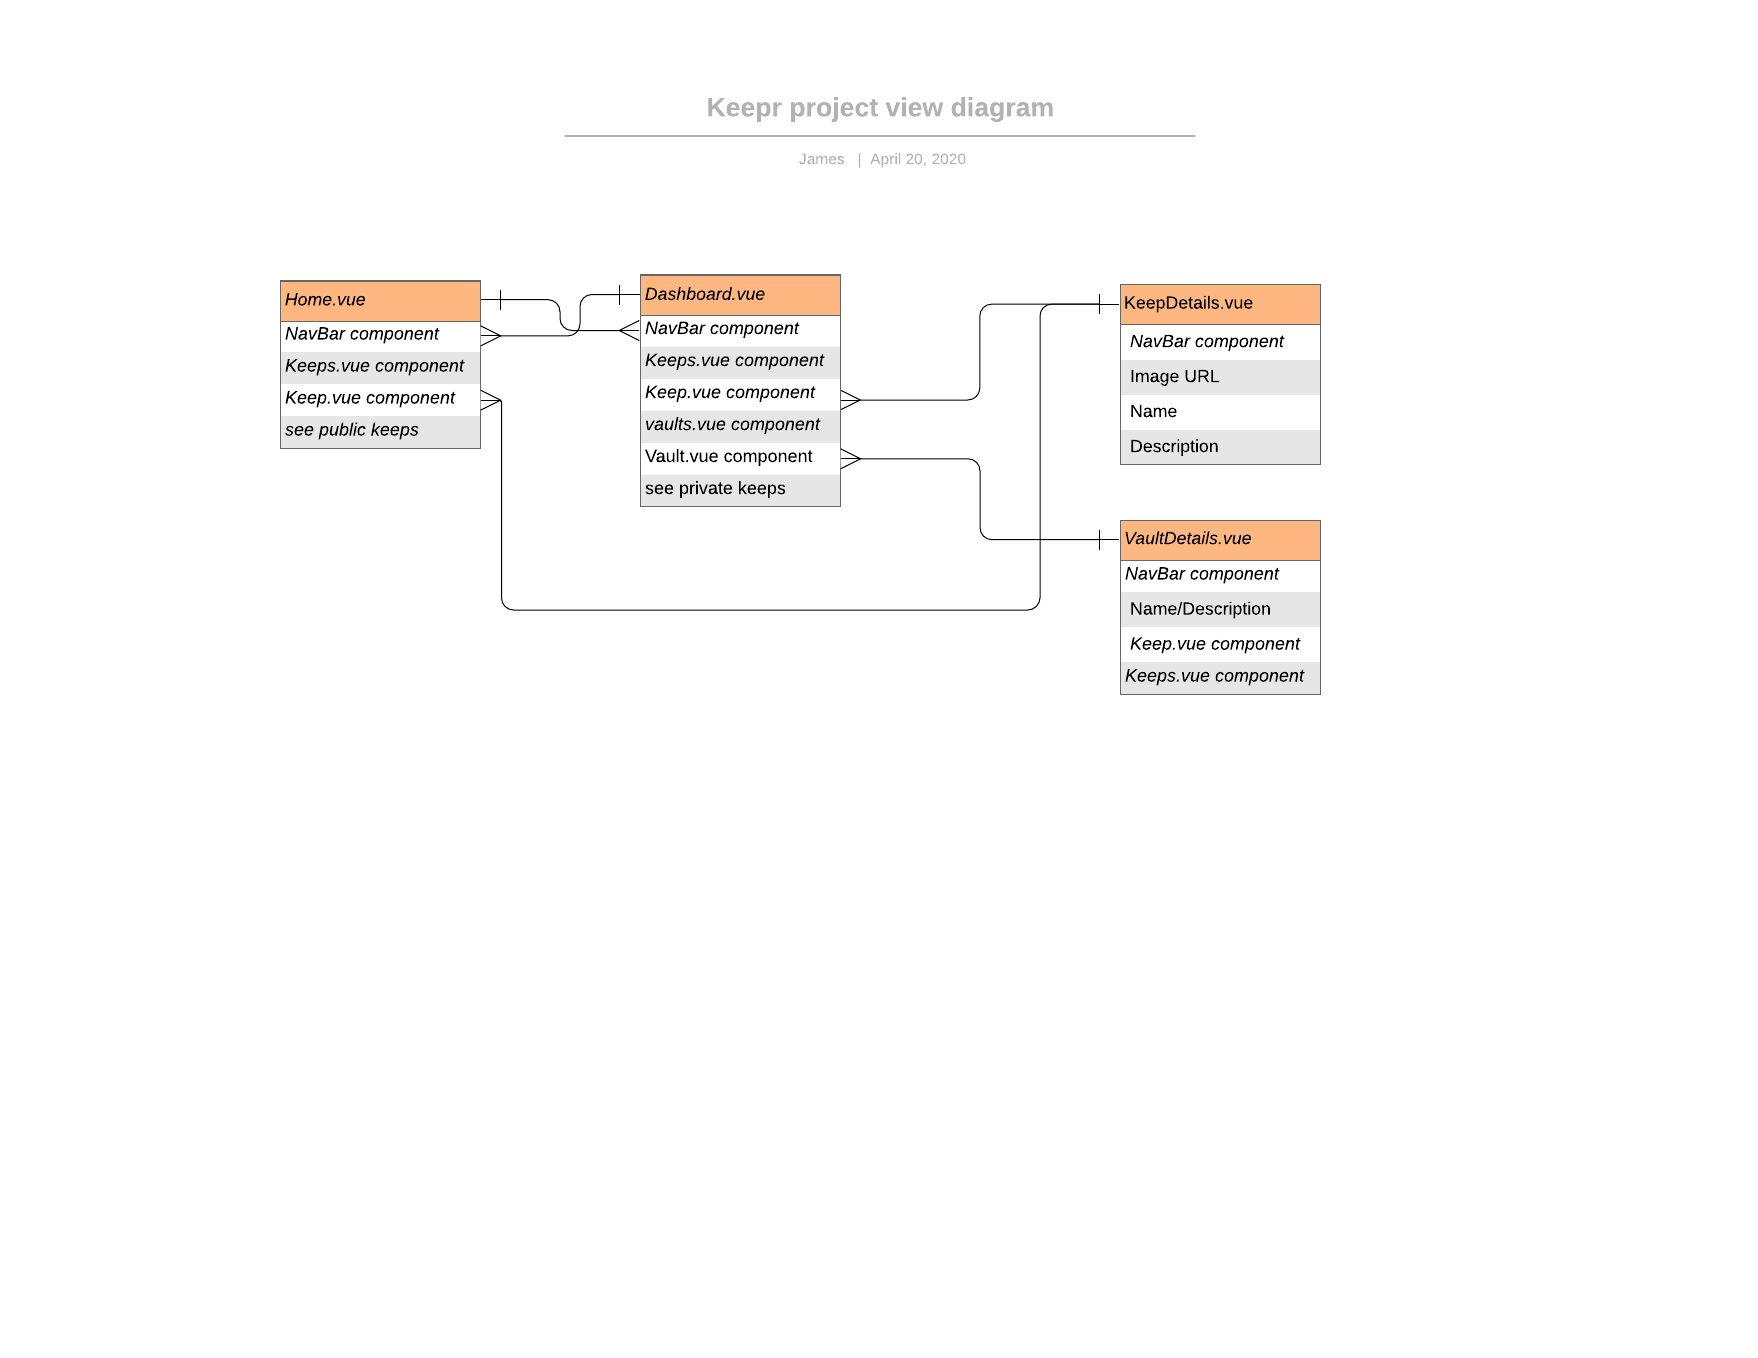 Keepr project view diagram
James | April 20, 2020
Home.vue
NavBar component
Keeps.vue component
Keep.vue component
see public keeps
Dashboard.vue
NavBar component
Keeps.vue component
Keep.vue component
vaults.vue component
Vault.vue component
see private keeps
KeepDetails.vue
NavBar component
Image URL
Name
Description
VaultDetails.vue
NavBar component
Name/Description
Keep.vue component
Keeps.vue component